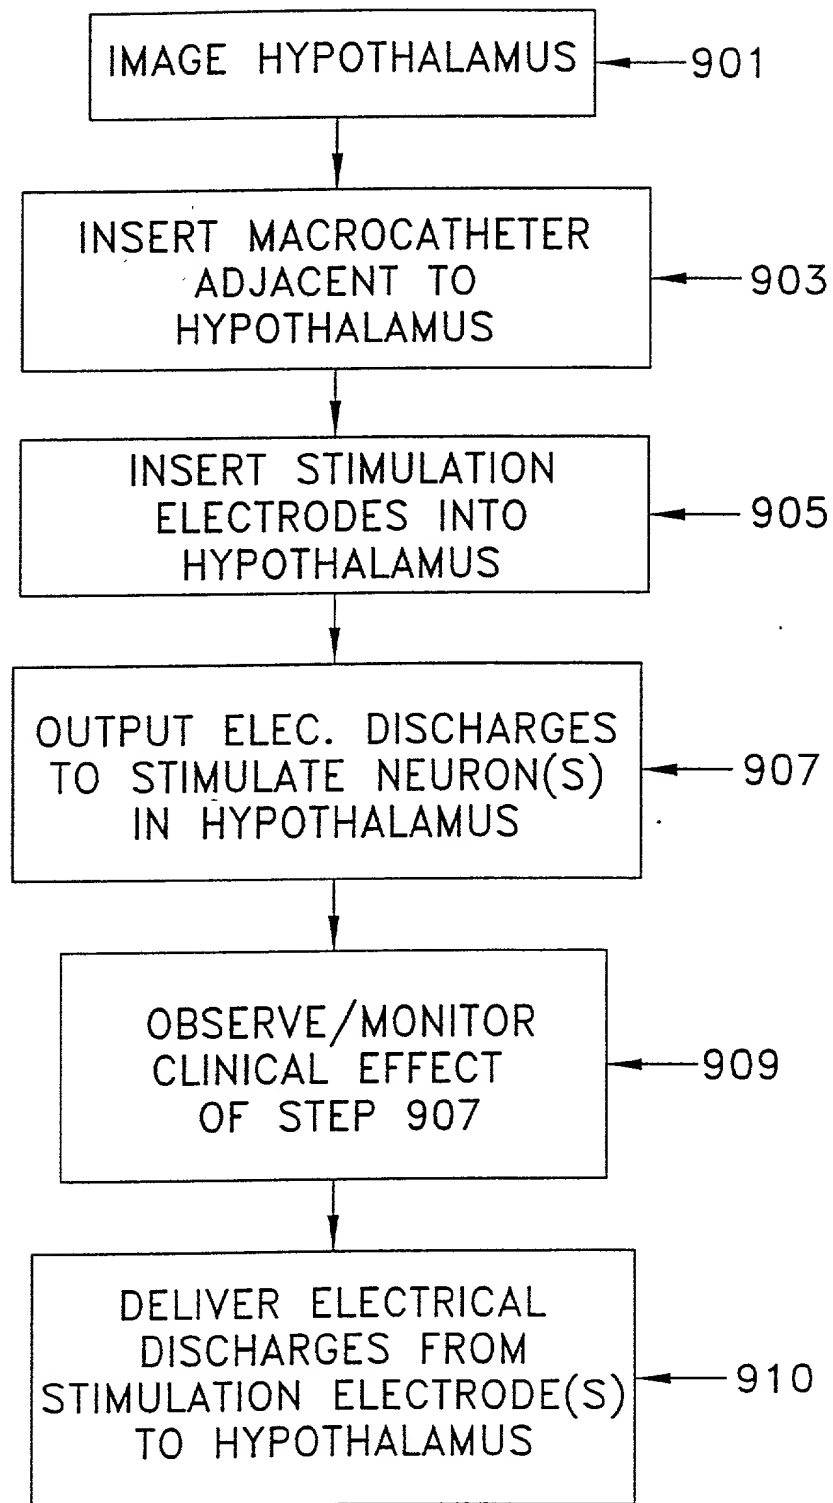 IMAGE HYPOTHALAMUS
901
INSERT MACROCATHETER
ADJACENT TO
HYPOTHALAMUS
903
INSERT STIMULATION
ELECTRODES INTO
HYPOTHALAMUS
905
OUTPUT ELEC. DISCHARGES
TO STIMULATE NEURON(S)
IN HYPOTHALAMUS
907
OBSERVE/MONITOR
CLINICAL EFFECT
OF STEP 907
909
DELIVER ELECTRICAL
DISCHARGES FROM
STIMULATION ELECTRODE(S)
TO HYPOTHALAMUS
910